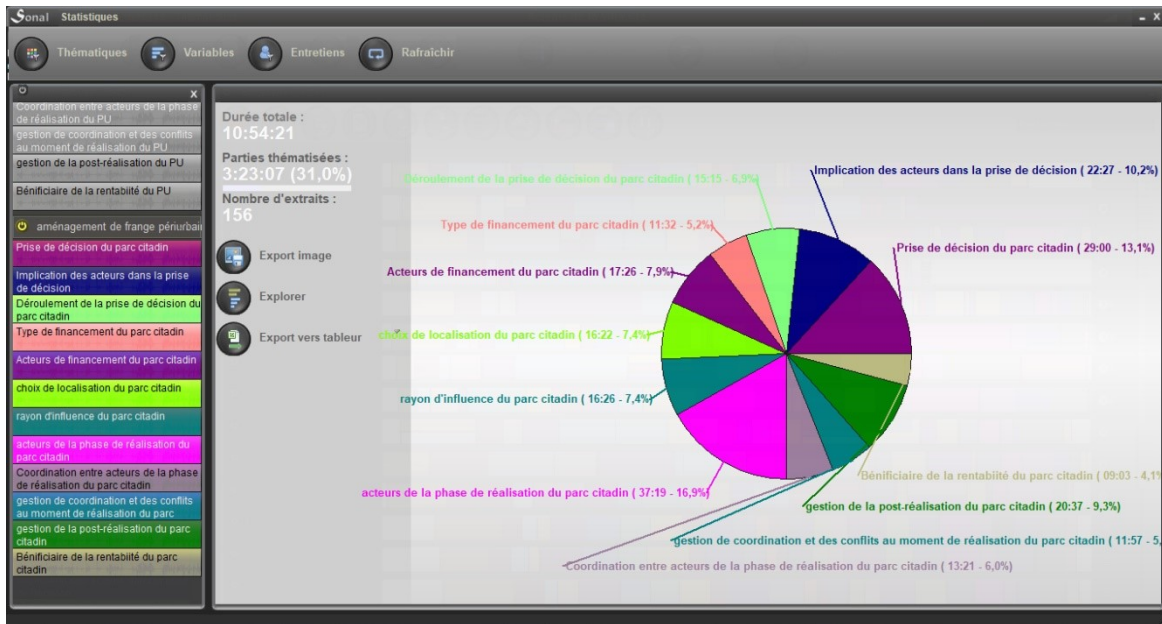 Sonal Statistiques
Thématiques Variables Entretiens Rafraîchir
Coordination entre acteurs de la phase
de réalisation du PU
gestion de coordination et des conflits
au moment de réalisation du PU
gestion de la post-réalisation du PU
Bénificiaire de la rentabiité du PU
aménagement de frange périurbai
Prise de décision du parc citadin
Implication des acteurs dans la prise
de décision
Déroulement de la prise de décision du
parc citadin
Type de financement du parc citadin
Acteurs de financement du parc citadin
choix de localisation du parc citadin
rayon d'influence du parc citadin
acteurs de la phase de réalisation du
parc citadin
Coordination entre acteurs de la phase
de réalisation du parc citadin
gestion de coordination et des conflits
au moment de réalisation du parc
gestion de la post-réalisation du parc
citadin
Bénificiaire de la rentabiité du parc
citadin
Durée totale :
10:54:21
Parties thématisées :
3:23:07 (31,0%)
Nombre d'extraits :
156
Export image
Explorer
Export vers tableur
Implication des acteurs dans la prise de décision ( 22:27 - 10,2%)
Déroulement de la prise de décision du parc citadin ( 15:15 - 6,9%)
Type de financement du parc citadin ( 11:32 - 5,2%)
Prise de décision du parc citadin ( 29:00 - 13,1%)
Acteurs de financement du parc citadin ( 17:26 - 7,9%)
choix de localisation du parc citadin ( 16:22 - 7,4%)
rayon d'influence du parc citadin ( 16:26 - 7,4%)
Bénificiaire de la rentabiité du parc citadin ( 09:03 - 4,1%
acteurs de la phase de réalisation du parc citadin ( 37:19 - 16,9%)
gestion de la post-réalisation du parc citadin ( 20:37 - 9,3%)
gestion de coordination et des conflits au moment de réalisation du parc citadin ( 11:57 - 5,
Coordination entre acteurs de la phase de réalisation du parc citadin ( 13:21 - 6,0%)